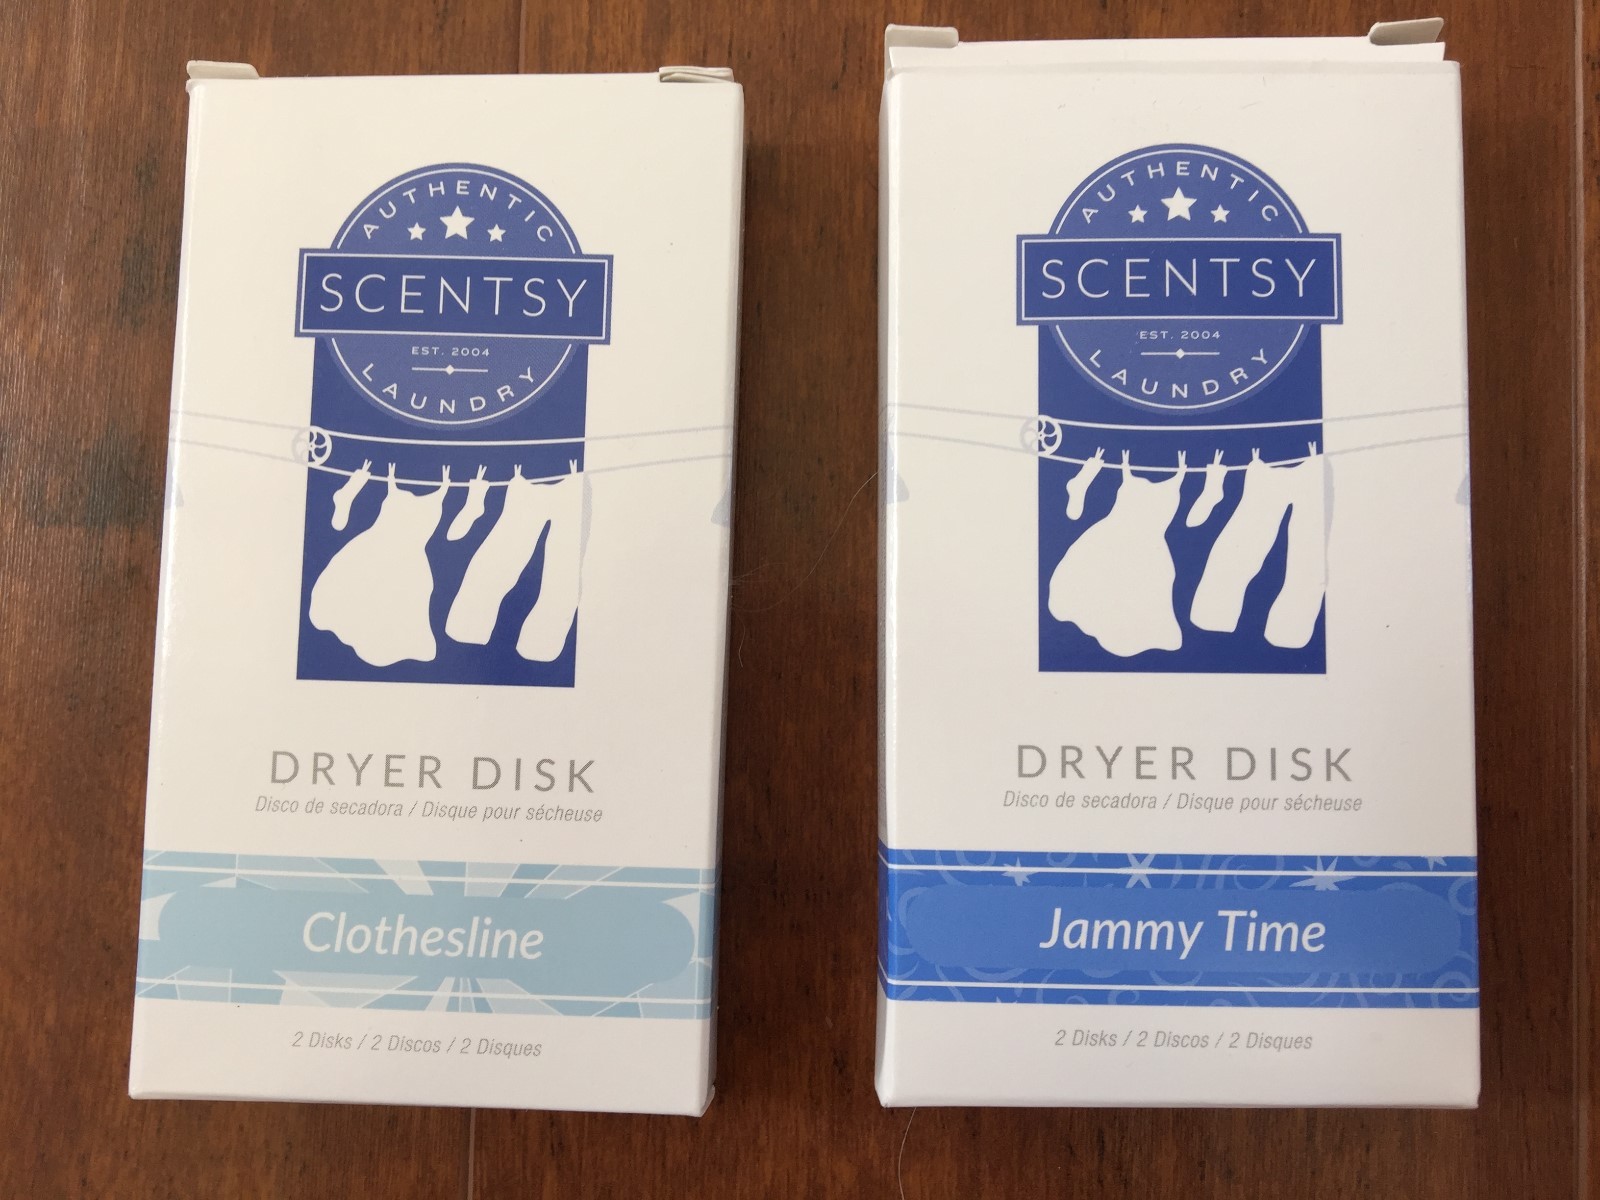 AUTHENTIC
SCENTSY
EST. 2004
LAUNDRY
DRYER DISK
Disco de secadora / Disque pour sécheuse
Clothesline
2 Disks / 2 Discos / 2 Disques
AUTHENTIC
SCENTSY
EST. 2004
LAUNDRY
DRYER DISK
Disco de secadora / Disque pour sécheuse
Jammy Time
2 Disks / 2 Discos / 2 Disques